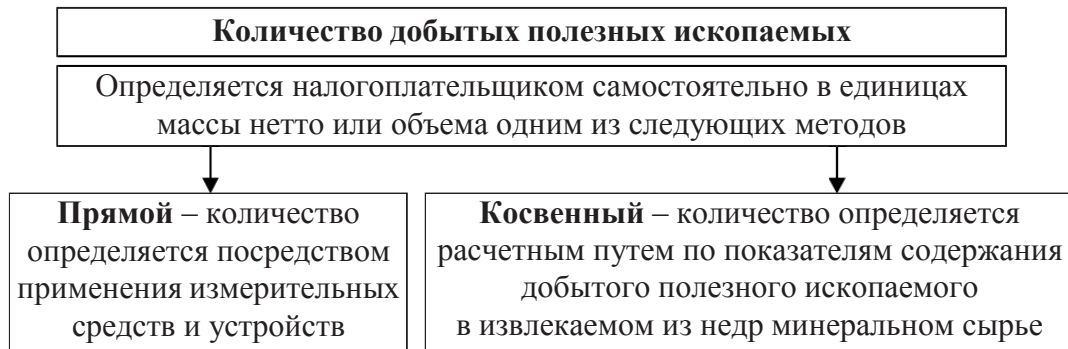 Количество добытых полезных ископаемых
Определяется налогоплательщиком самостоятельно в единицах
массы нетто или объема одним из следующих методов
Прямой – количество
определяется посредством
применения измерительных
средств и устройств
Косвенный – количество определяется
расчетным путем по показателям содержания
добытого полезного ископаемого
в извлекаемом из недр минеральном сырье